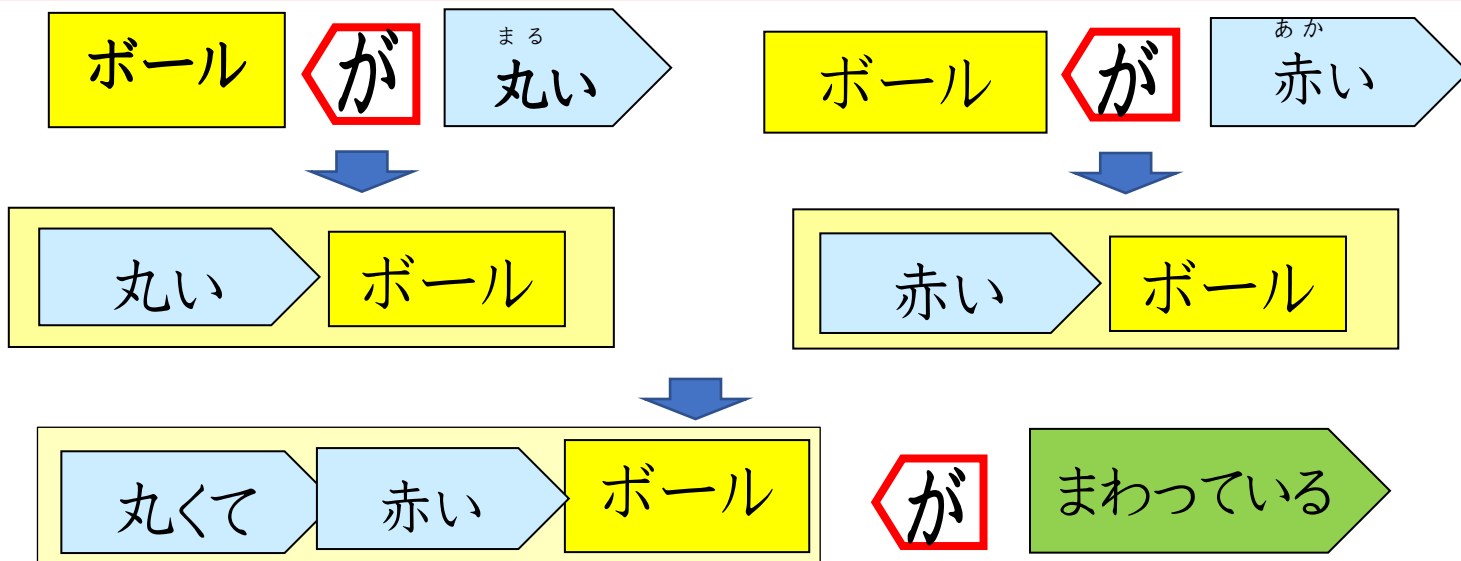 ボール が 丸い(まる) ボール が 赤い(あか)
丸い ボール 赤い ボール
丸くて 赤い ボール が まわっている